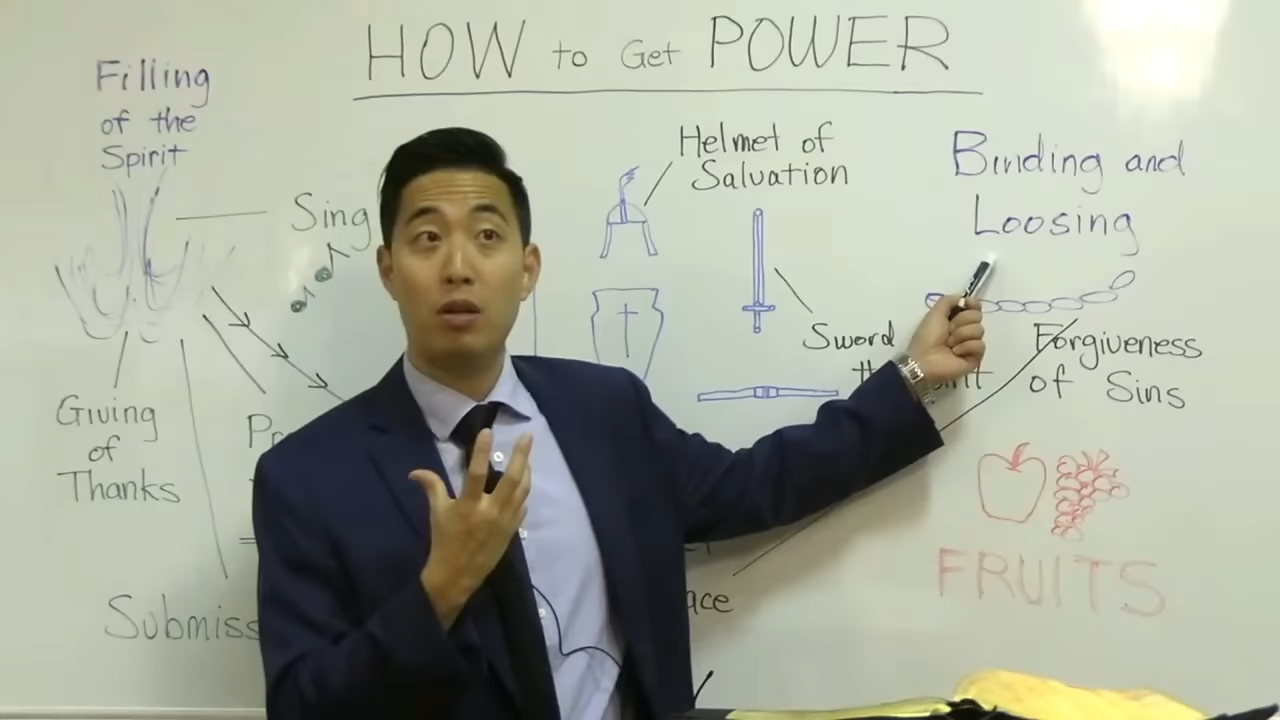 HOW to Get POWER
Filling
of the
Spirit
Sing
Giving
of
Thanks
Helmet of
Salvation
Sword
Binding and
Loosing
Forgiveness
of Sins
FRUITS